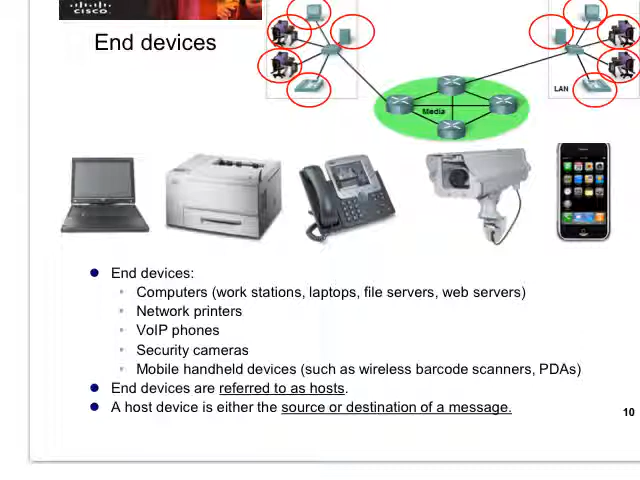 CISCO.
End devices
LAN
Media
End devices:
Computers (work stations, laptops, file servers, web servers)
Network printers
VoIP phones
Security cameras
Mobile handheld devices (such as wireless barcode scanners, PDAs)
End devices are referred to as hosts.
A host device is either the source or destination of a message.
10